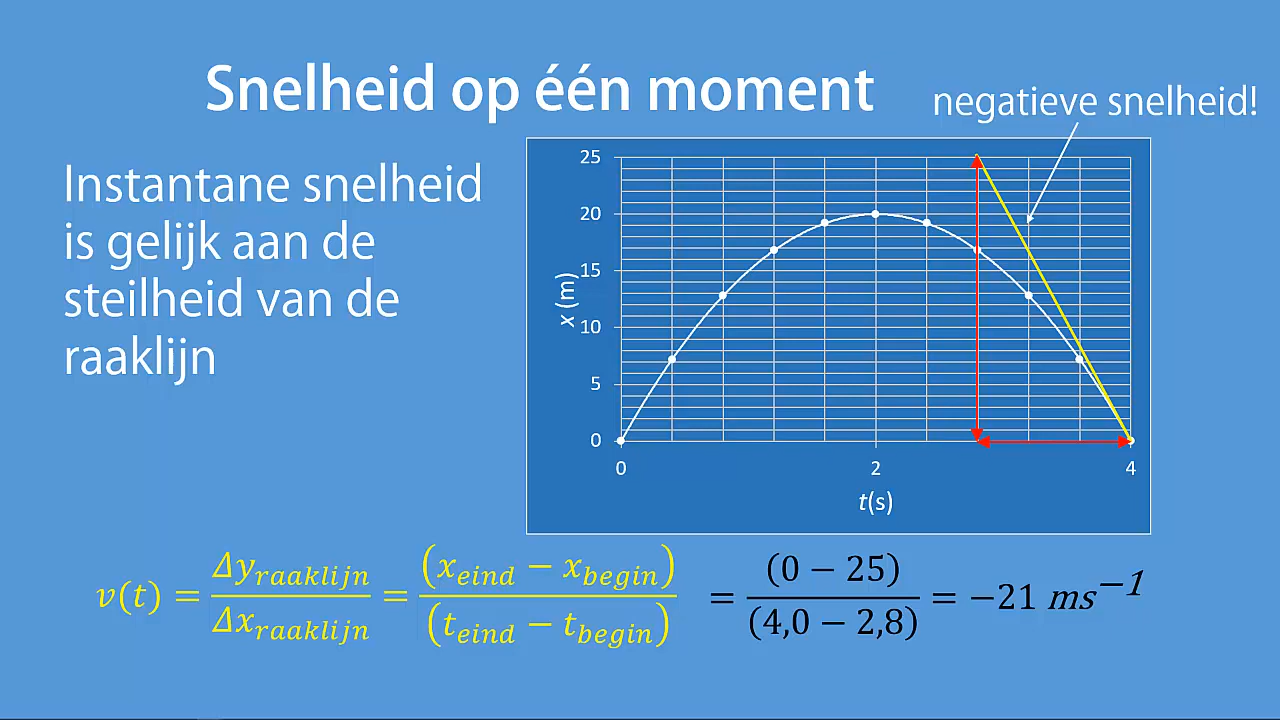 Snelheid op één moment
negatieve snelheid!
Instantane snelheid
is gelijk aan de
steilheid van de
raaklijn
25
20
15
10
5
0
x (m)
0 2 4
t(s)
v(t) = Δy_raaklijn / Δx_raaklijn = (x_eind − x_begin) / (t_eind − t_begin) = (0 − 25) / (4,0 − 2,8) = −21 ms⁻¹